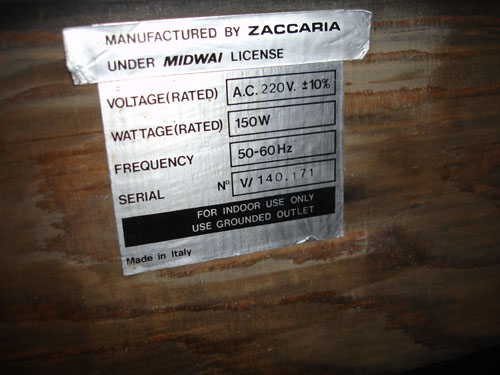 MANUFACTURED BY ZACCARIA
UNDER MIDWAI LICENSE
VOLTAGE(RATED) A.C. 220V. ±10%
WATTAGE(RATED) 150W
FREQUENCY 50-60Hz
SERIAL Nº V/ 140.171
FOR INDOOR USE ONLY
USE GROUNDED OUTLET
Made in Italy